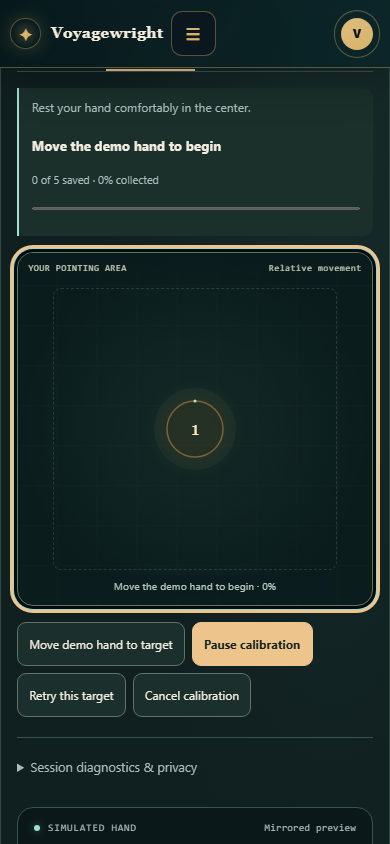 Voyagewright
V
Rest your hand comfortably in the center.
Move the demo hand to begin
0 of 5 saved · 0% collected
YOUR POINTING AREA
Relative movement
1
Move the demo hand to begin · 0%
Move demo hand to target
Pause calibration
Retry this target
Cancel calibration
Session diagnostics & privacy
SIMULATED HAND
Mirrored preview